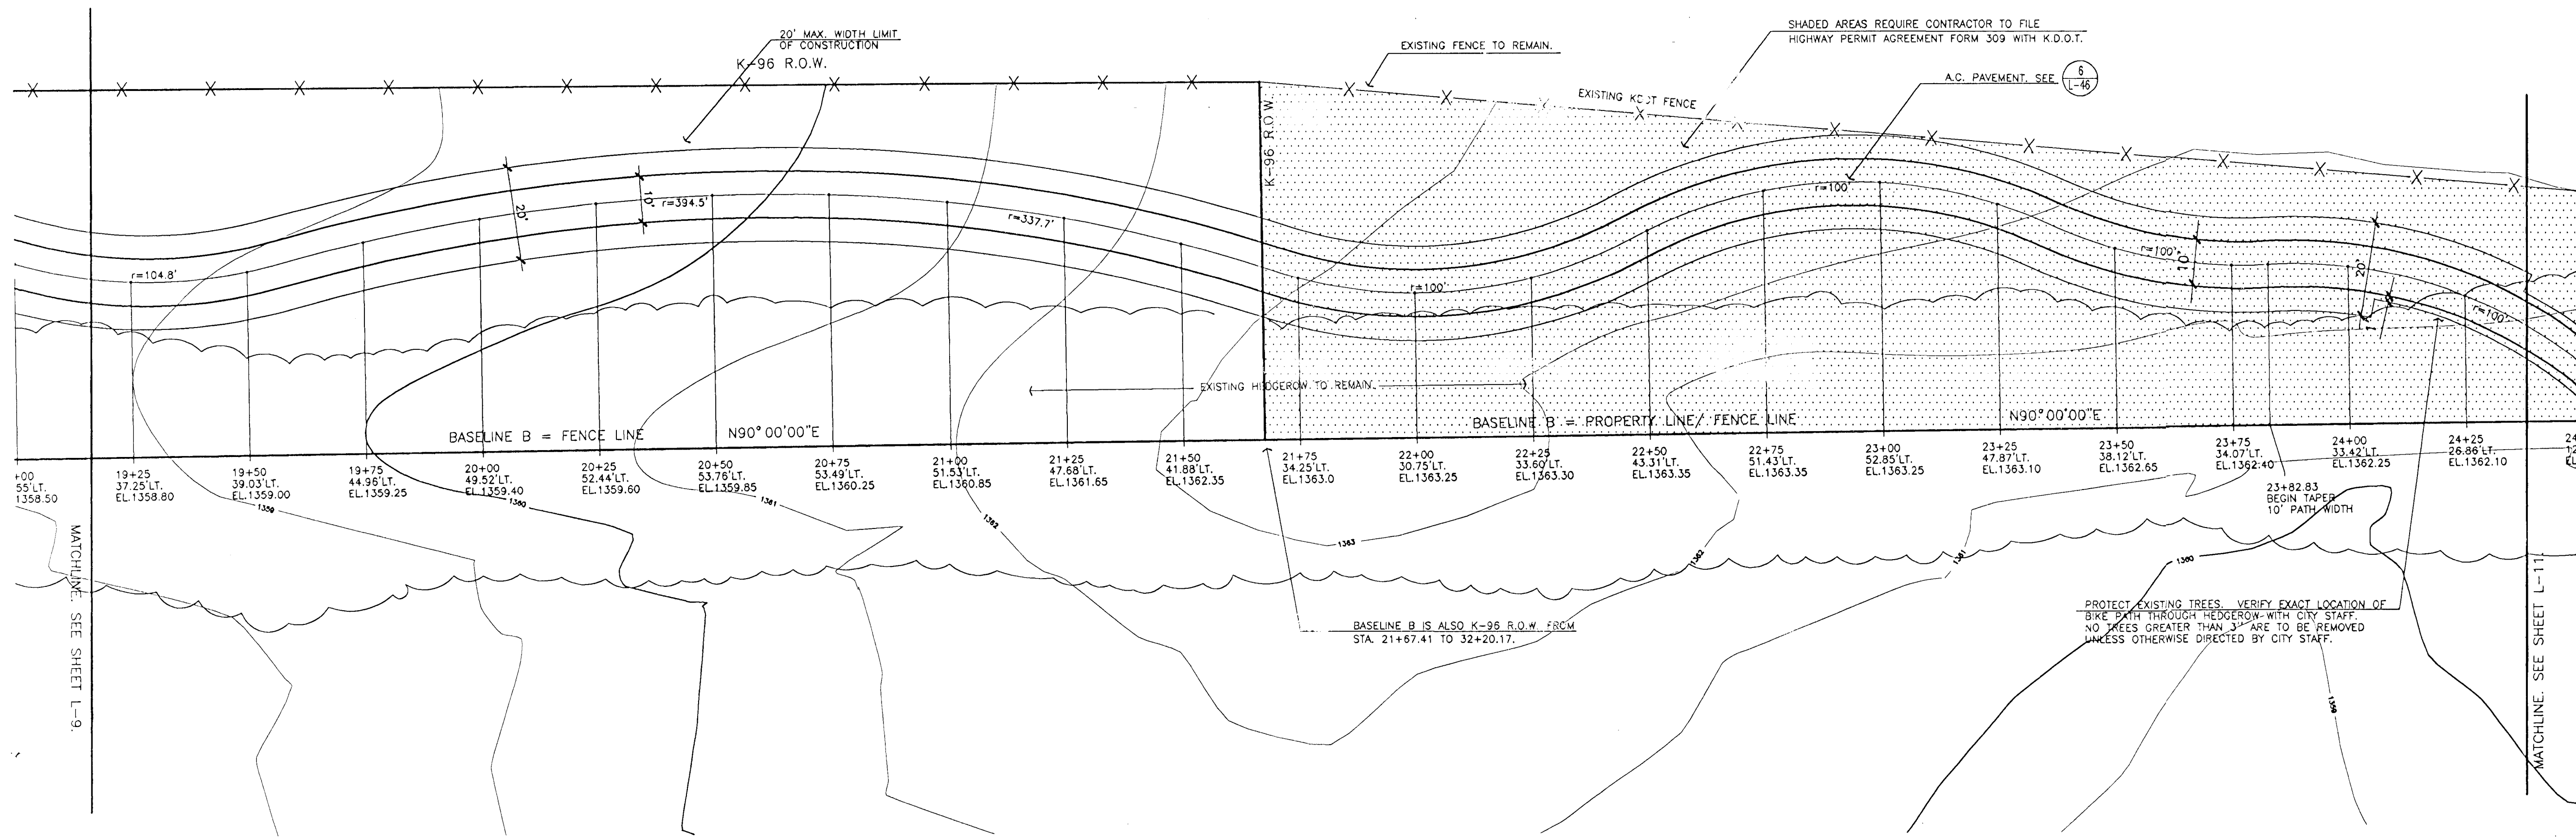 20' MAX. WIDTH LIMIT
OF CONSTRUCTION
K-96 R.O.W.
EXISTING FENCE TO REMAIN.
SHADED AREAS REQUIRE CONTRACTOR TO FILE
HIGHWAY PERMIT AGREEMENT FORM 309 WITH K.D.O.T.
A.C. PAVEMENT. SEE
6
L-46
EXISTING KDOT FENCE
K-96 R.O.W.
20'
10'
r=394.5'
r=337.7'
r=104.8'
r=100'
r=100'
r=100'
10'
20'
r=100'
EXISTING HEDGEROW TO REMAIN.
BASELINE B = FENCE LINE
N90°00'00"E
BASELINE B = PROPERTY LINE/ FENCE LINE
N90°00'00"E
+00
55'LT.
1358.50
19+25
37.25'LT.
EL.1358.80
19+50
39.03'LT.
EL.1359.00
19+75
44.96'LT.
EL.1359.25
20+00
49.52'LT.
EL.1359.40
20+25
52.44'LT.
EL.1359.60
20+50
53.76'LT.
EL.1359.85
20+75
53.49'LT.
EL.1360.25
21+00
51.53'LT.
EL.1360.85
21+25
47.68'LT.
EL.1361.65
21+50
41.88'LT.
EL.1362.35
21+75
34.25'LT.
EL.1363.0
22+00
30.75'LT.
EL.1363.25
22+25
33.60'LT.
EL.1363.30
22+50
43.31'LT.
EL.1363.35
22+75
51.43'LT.
EL.1363.35
23+00
52.85'LT.
EL.1363.25
23+25
47.87'LT.
EL.1363.10
23+50
38.12'LT.
EL.1362.65
23+75
34.07'LT.
EL.1362.40
24+00
33.42'LT.
EL.1362.25
24+25
26.86'LT.
EL.1362.10
23+82.83
BEGIN TAPER
10' PATH WIDTH
1359
1360
1361
1362
1363
1362
1361
1360
1359
MATCHLINE. SEE SHEET L-9.
BASELINE B IS ALSO K-96 R.O.W. FROM
STA. 21+67.41 TO 32+20.17.
PROTECT EXISTING TREES. VERIFY EXACT LOCATION OF
BIKE PATH THROUGH HEDGEROW WITH CITY STAFF.
NO TREES GREATER THAN 3" ARE TO BE REMOVED
UNLESS OTHERWISE DIRECTED BY CITY STAFF.
MATCHLINE. SEE SHEET L-11.